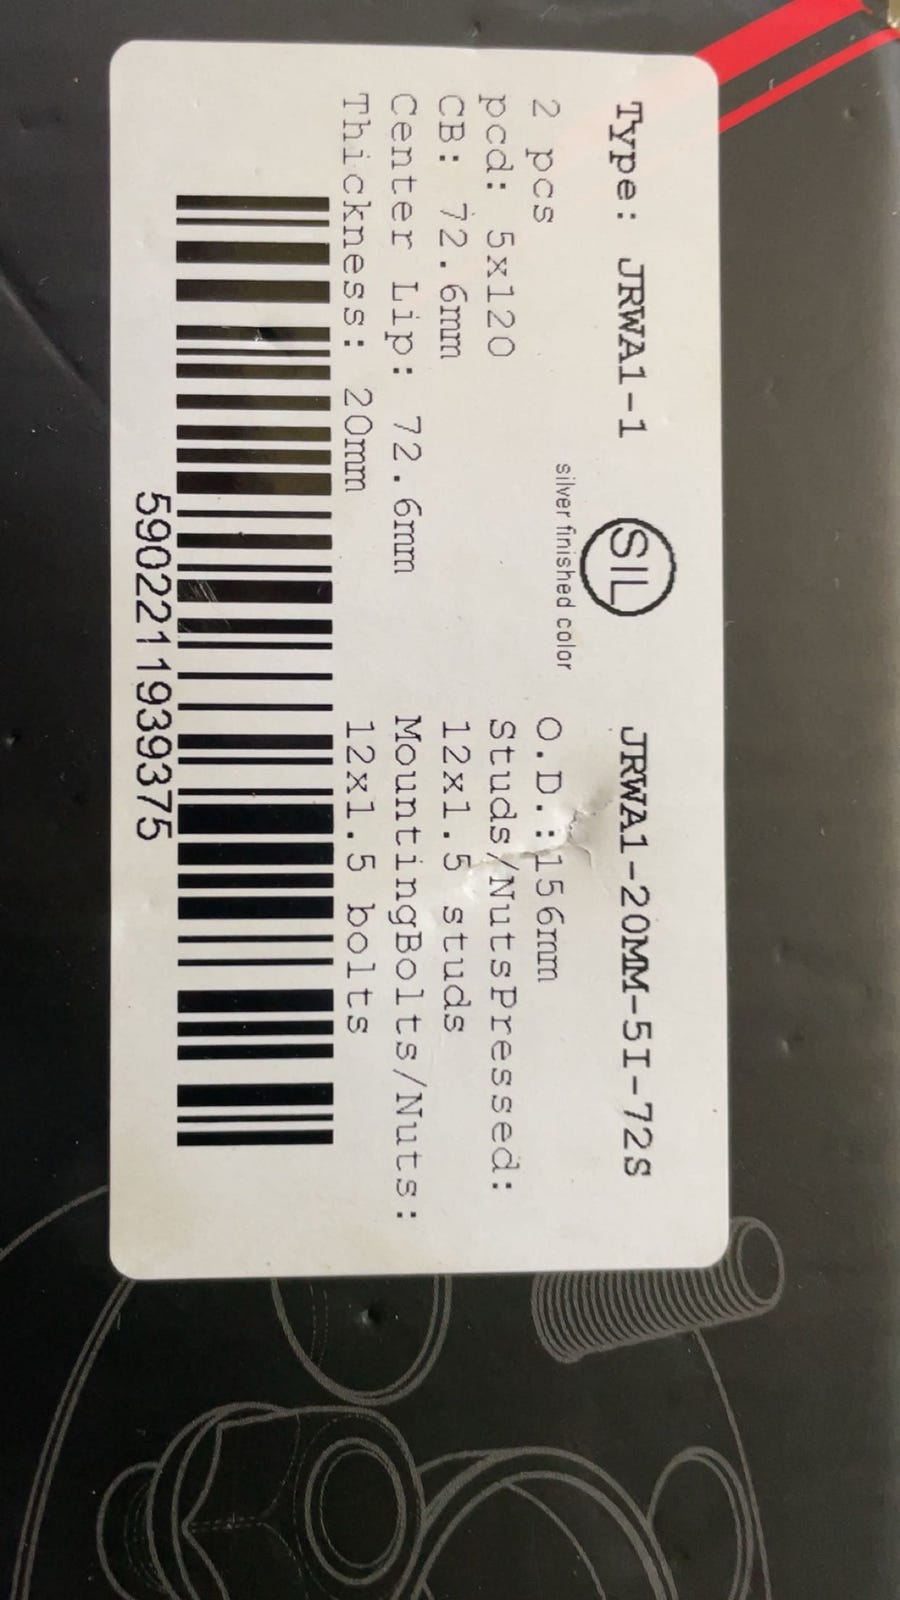 Type: JRWA1-1
SIL
JRWA1-20MM-5I-72S
silver finished color
2 pcs
O.D.:156mm
pcd: 5x120
Studs/NutsPressed:
CB: 72.6mm
12x1.5 studs
Center Lip: 72.6mm
MountingBolts/Nuts:
Thickness: 20mm
12x1.5 bolts
5902211939375